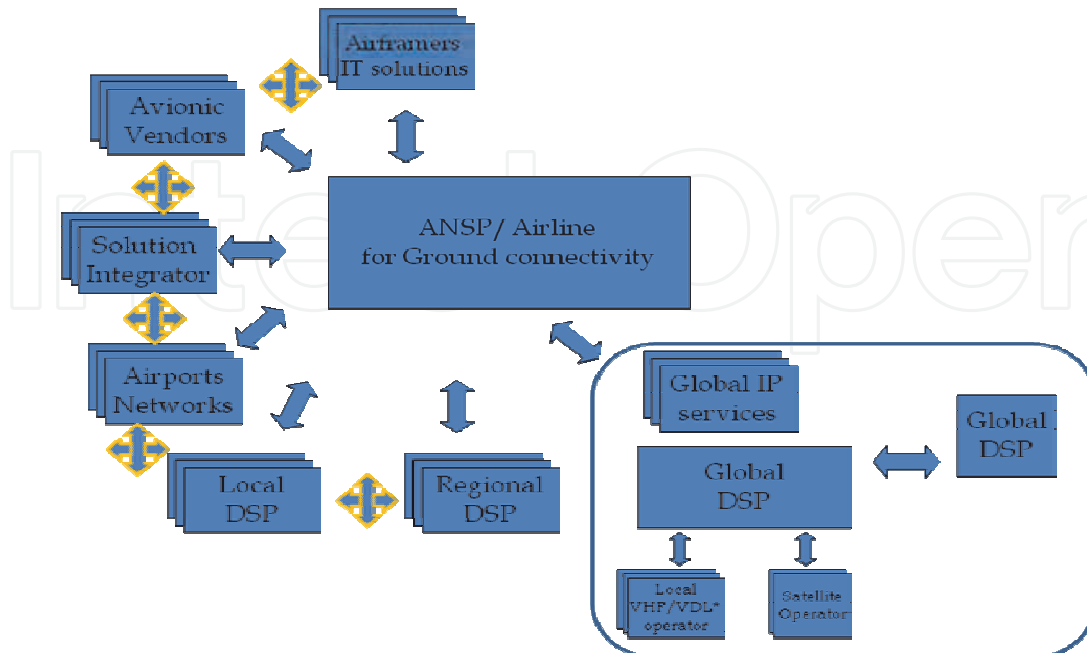 Airframers
IT solutions
Avionic
Vendors
ANSP/ Airline
for Ground connectivity
Solution
Integrator
Airports
Networks
Global IP
services
Global
DSP
Global
DSP
Local
DSP
Regional
DSP
Local
VHF/VDL*
operator
Satellite
Operator